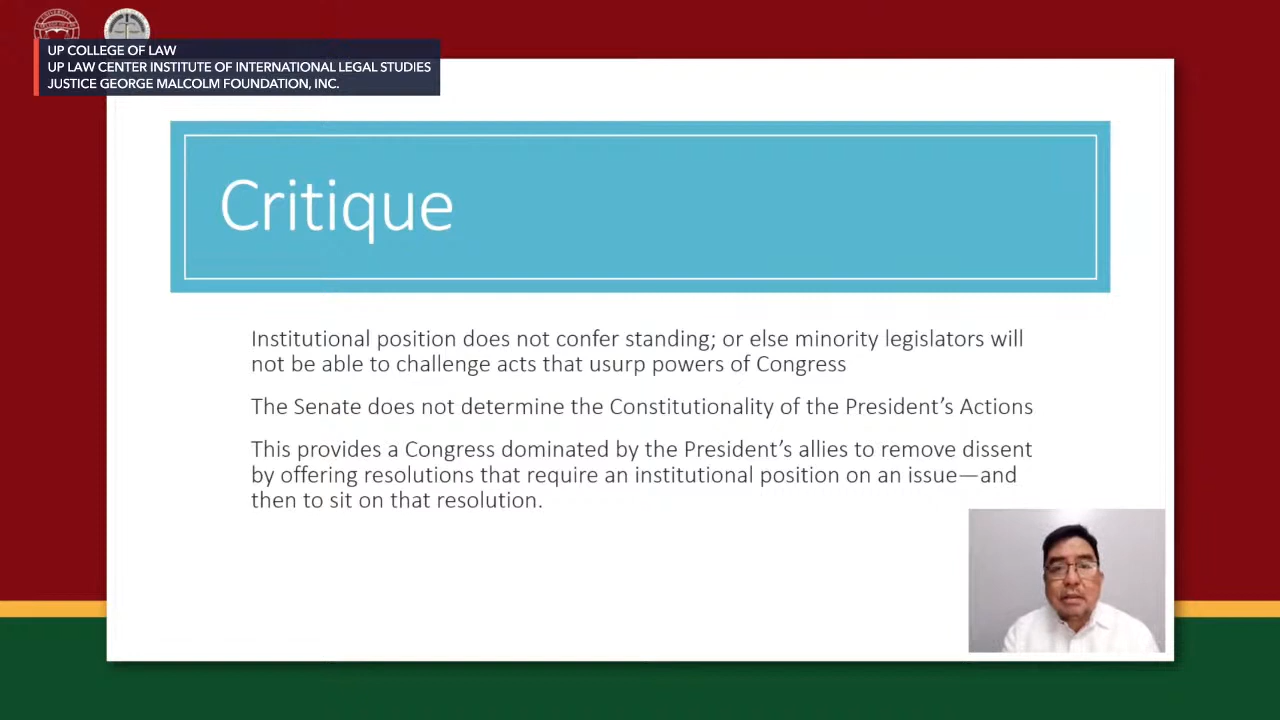 UP COLLEGE OF LAW
UP LAW CENTER INSTITUTE OF INTERNATIONAL LEGAL STUDIES
JUSTICE GEORGE MALCOLM FOUNDATION, INC.
Critique
Institutional position does not confer standing; or else minority legislators will
not be able to challenge acts that usurp powers of Congress
The Senate does not determine the Constitutionality of the President’s Actions
This provides a Congress dominated by the President’s allies to remove dissent
by offering resolutions that require an institutional position on an issue—and
then to sit on that resolution.